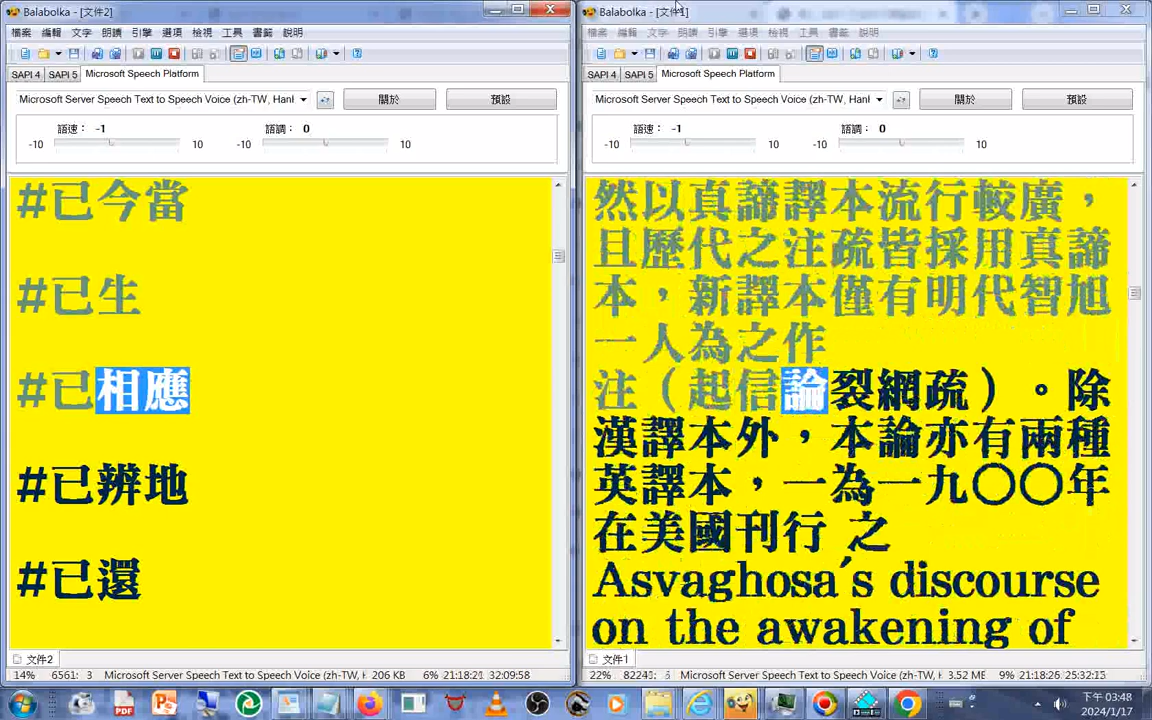 Balabolka - [文件2]
檔案 編輯 文字 朗讀 引擎 選項 檢視 工具 書籤 說明
SAPI 4 SAPI 5 Microsoft Speech Platform
Microsoft Server Speech Text to Speech Voice (zh-TW, Hanl
關於 預設
語速： -1 語調： 0
-10 10 -10 10
#已今當
#已生
#已相應
#已辨地
#已還
文件2
14% 6561: 3 Microsoft Server Speech Text to Speech Voice (zh-TW, H 206 KB 6% 21:18:21 32:09:58
Balabolka - [文件1]
檔案 編輯 文字 朗讀 引擎 選項 檢視 工具 書籤 說明
SAPI 4 SAPI 5 Microsoft Speech Platform
Microsoft Server Speech Text to Speech Voice (zh-TW, Hanl
關於 預設
語速： -1 語調： 0
-10 10 -10 10
然以真諦譯本流行較廣，
且歷代之注疏皆採用真諦
本，新譯本僅有明代智旭
一人為之作
注（起信論裂網疏）。除
漢譯本外，本論亦有兩種
英譯本，一為一九〇〇年
在美國刊行 之
Asvaghosa´s discourse
on the awakening of
文件1
22% Microsoft Server Speech Text to Speech Voice (zh-TW, H 3.52 MB 9% 21:18:26 25:32:13
PDF
下午 03:48
2024/1/17